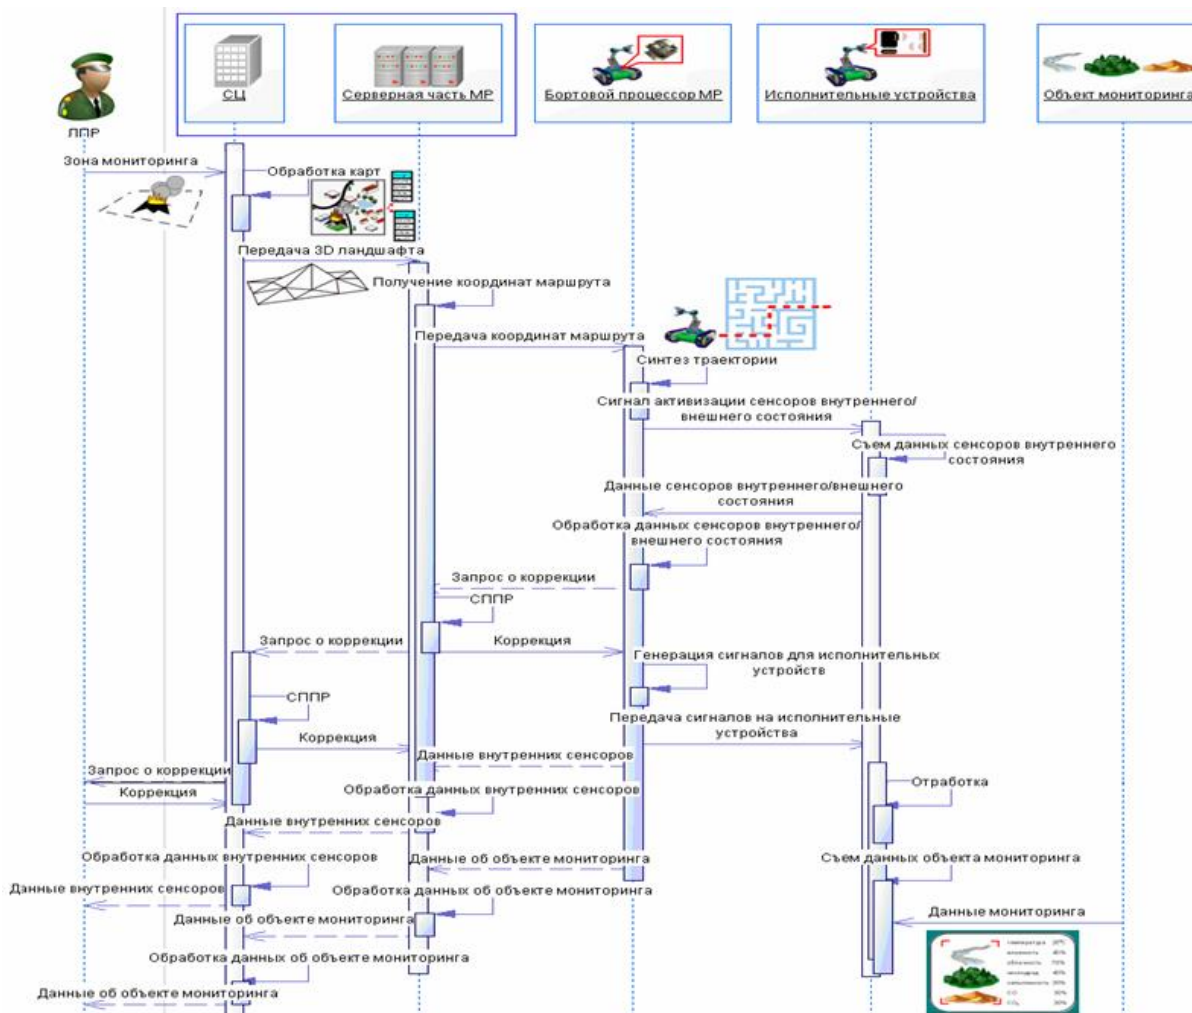 ЛПР
СЦ
Серверная часть МР
Бортовой процессор МР
Исполнительные устройства
Объект мониторинга
Зона мониторинга
Обработка карт
Передача 3D ландшафта
Получение координат маршрута
Передача координат маршрута
Синтез траектории
Сигнал активизации сенсоров внутреннего/
внешнего состояния
Съем данных сенсоров внутреннего
состояния
Данные сенсоров внутреннего/внешнего
состояния
Обработка данных сенсоров внутреннего/
внешнего состояния
Запрос о коррекции
СППР
Запрос о коррекции
Коррекция
Генерация сигналов для исполнительных
устройств
СППР
Передача сигналов на исполнительные
устройства
Коррекция
Данные внутренних сенсоров
Запрос о коррекции
Отработка
Коррекция
Обработка данных внутренних сенсоров
Данные внутренних сенсоров
Обработка данных внутренних сенсоров
Данные об объекте мониторинга
Съем данных объекта мониторинга
Данные внутренних сенсоров
Обработка данных об объекте мониторинга
Данные об объекте мониторинга
Данные мониторинга
Обработка данных об объекте мониторинга
Данные об объекте мониторинга
температура
влажность